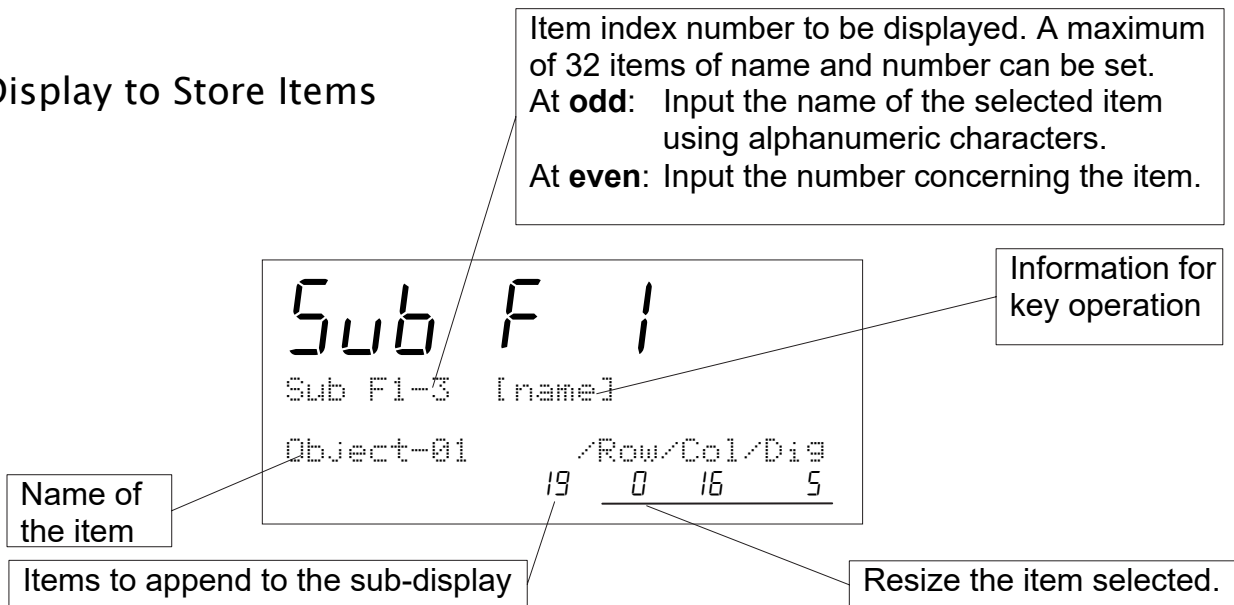 Item index number to be displayed. A maximum
of 32 items of name and number can be set.
At odd: Input the name of the selected item
using alphanumeric characters.
At even: Input the number concerning the item.
Display to Store Items
Information for
key operation
Sub F 1
Sub F1-3 [name]
Object-01 /Row/Col/Dig
19 0 16 5
Name of
the item
Items to append to the sub-display
Resize the item selected.